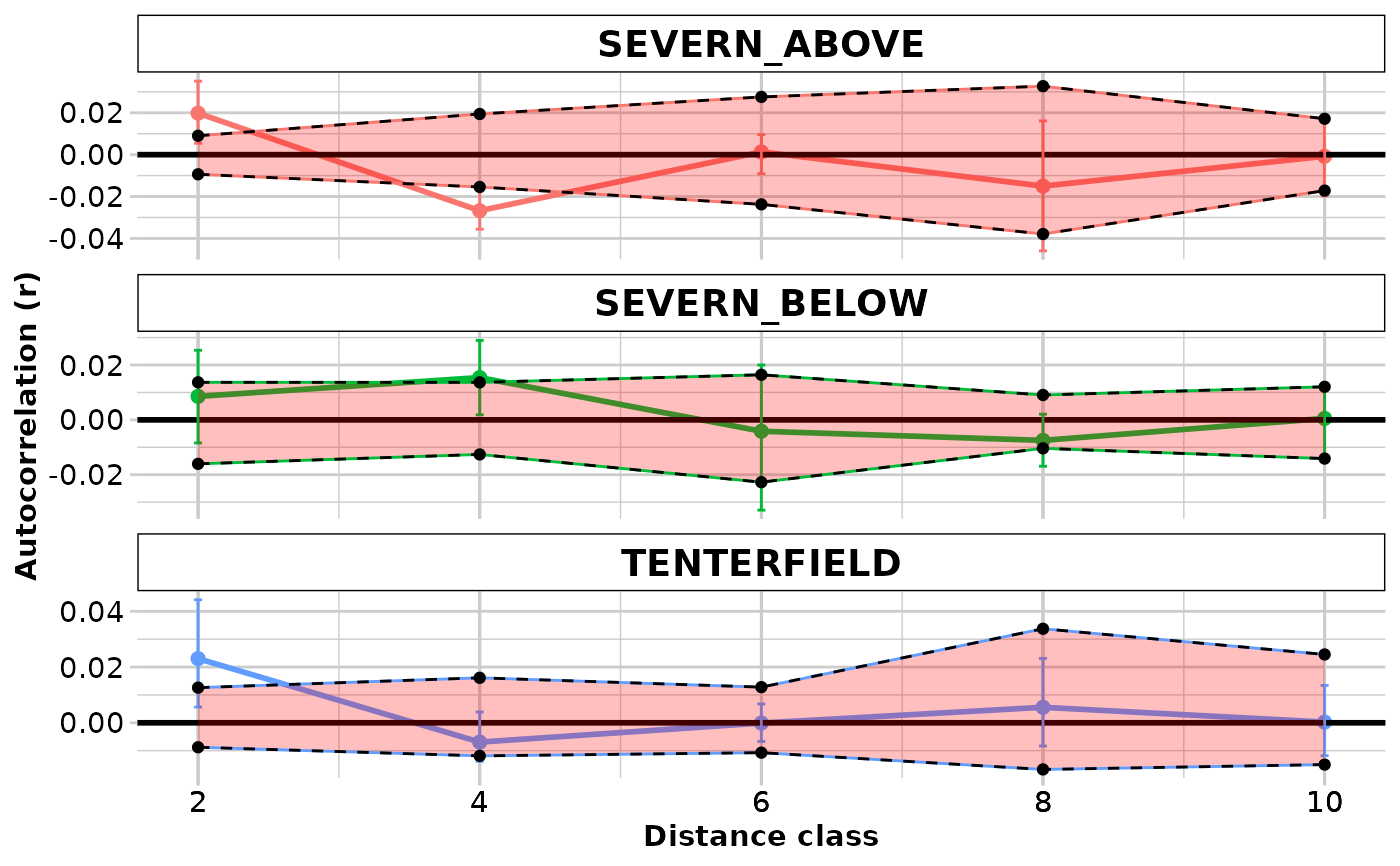 SEVERN_ABOVE
0.02
0.00
-0.02
-0.04
SEVERN_BELOW
0.02
0.00
-0.02
TENTERFIELD
0.04
0.02
0.00
2 4 6 8 10
Distance class
Autocorrelation (r)